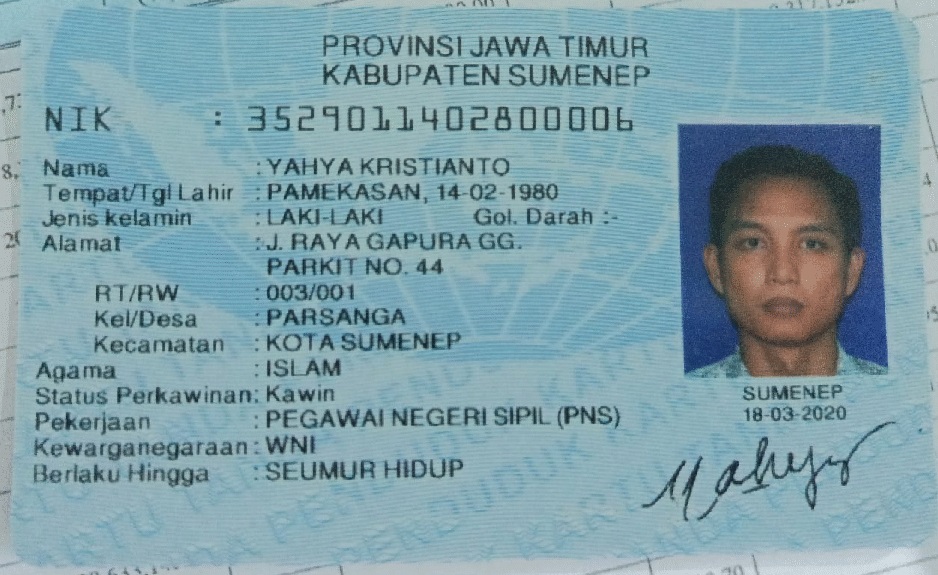 PROVINSI JAWA TIMUR
KABUPATEN SUMENEP
NIK : 3529011402800006
Nama : YAHYA KRISTIANTO
Tempat/Tgl Lahir : PAMEKASAN, 14-02-1980
Jenis kelamin : LAKI-LAKI Gol. Darah :-
Alamat : J. RAYA GAPURA GG.
PARKIT NO. 44
RT/RW : 003/001
Kel/Desa : PARSANGA
Kecamatan : KOTA SUMENEP
Agama : ISLAM
Status Perkawinan: Kawin
Pekerjaan : PEGAWAI NEGERI SIPIL (PNS)
Kewarganegaraan : WNI
Berlaku Hingga : SEUMUR HIDUP
SUMENEP
18-03-2020